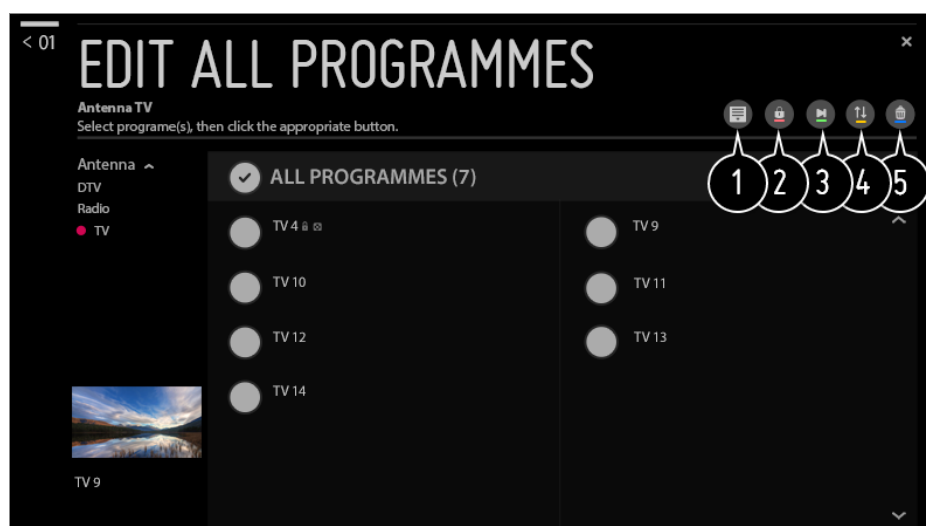 < 01
EDIT ALL PROGRAMMES
Antenna TV
Select programe(s), then click the appropriate button.
1 2 3 4 5
Antenna
DTV
Radio
TV
ALL PROGRAMMES (7)
TV 4
TV 9
TV 10
TV 11
TV 12
TV 13
TV 14
TV 9